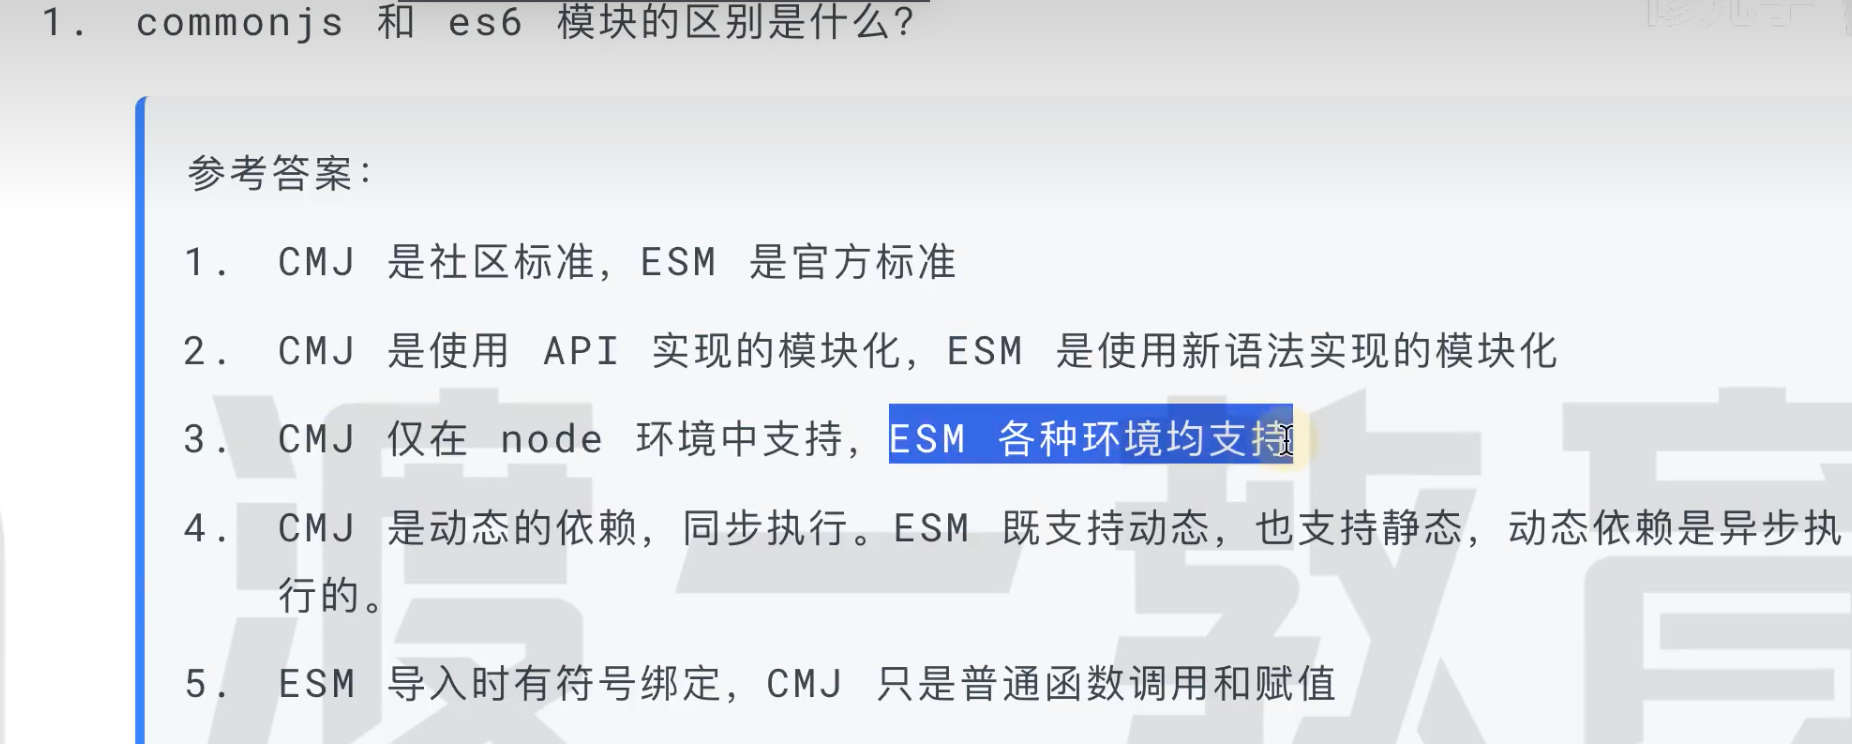 1. commonjs 和 es6 模块的区别是什么?
参考答案:
1. CMJ 是社区标准, ESM 是官方标准
2. CMJ 是使用 API 实现的模块化, ESM 是使用新语法实现的模块化
3. CMJ 仅在 node 环境中支持, ESM 各种环境均支持
4. CMJ 是动态的依赖, 同步执行。ESM 既支持动态, 也支持静态, 动态依赖是异步执
行的。
5. ESM 导入时有符号绑定, CMJ 只是普通函数调用和赋值
渡一教育